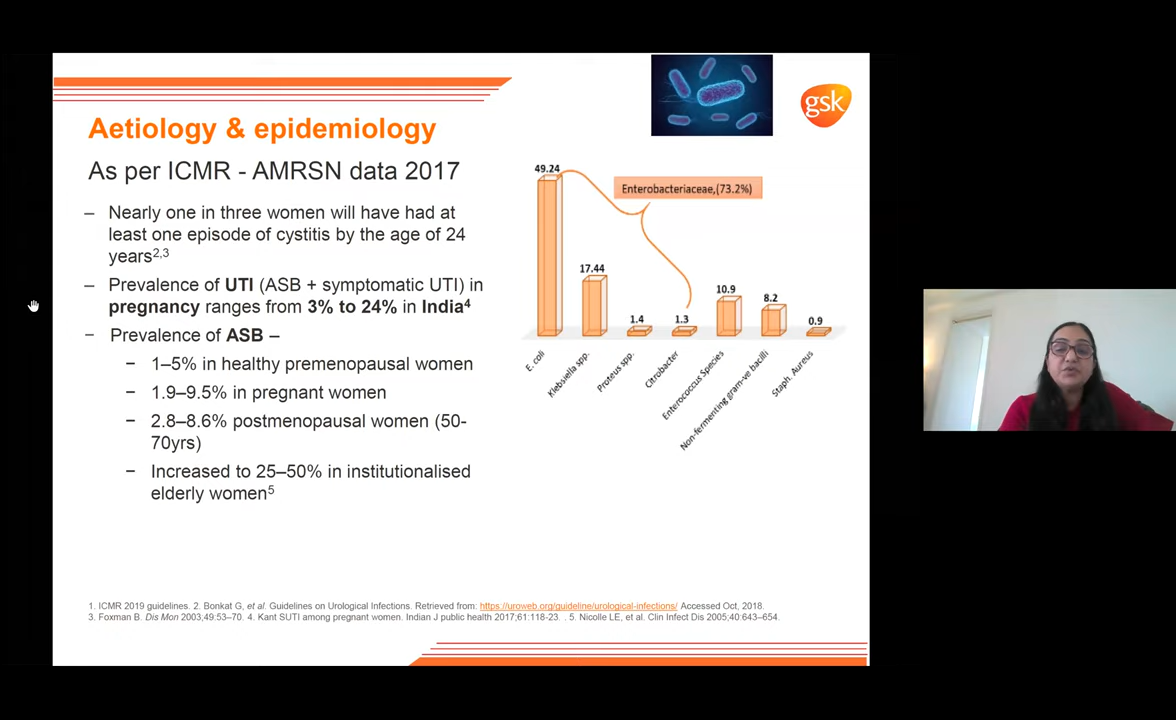 gsk
Aetiology & epidemiology
As per ICMR - AMRSN data 2017
– Nearly one in three women will have had at
least one episode of cystitis by the age of 24
years2,3
– Prevalence of UTI (ASB + symptomatic UTI) in
pregnancy ranges from 3% to 24% in India4
– Prevalence of ASB –
− 1–5% in healthy premenopausal women
− 1.9–9.5% in pregnant women
− 2.8–8.6% postmenopausal women (50-
70yrs)
− Increased to 25–50% in institutionalised
elderly women5
49.24
Enterobacteriaceae,(73.2%)
17.44
1.4
1.3
10.9
8.2
0.9
E. coli
Klebsiella spp.
Proteus spp.
Citrobacter
Enterococcus Species
Non-fermenting gram-ve bacilli
Staph. Aureus
1. ICMR 2019 guidelines. 2. Bonkat G, et al. Guidelines on Urological Infections. Retrieved from: https://uroweb.org/guideline/urological-infections/ Accessed Oct, 2018.
3. Foxman B. Dis Mon 2003;49:53–70. 4. Kant SUTI among pregnant women. Indian J public health 2017;61:118-23. . 5. Nicolle LE, et al. Clin Infect Dis 2005;40:643–654.